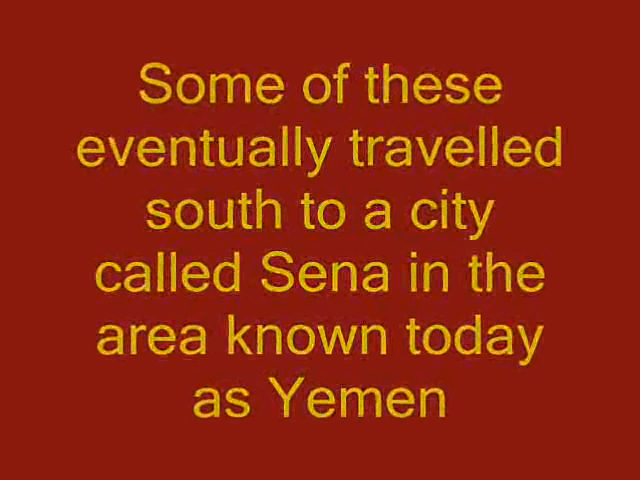 Some of these
eventually travelled
south to a city
called Sena in the
area known today
as Yemen